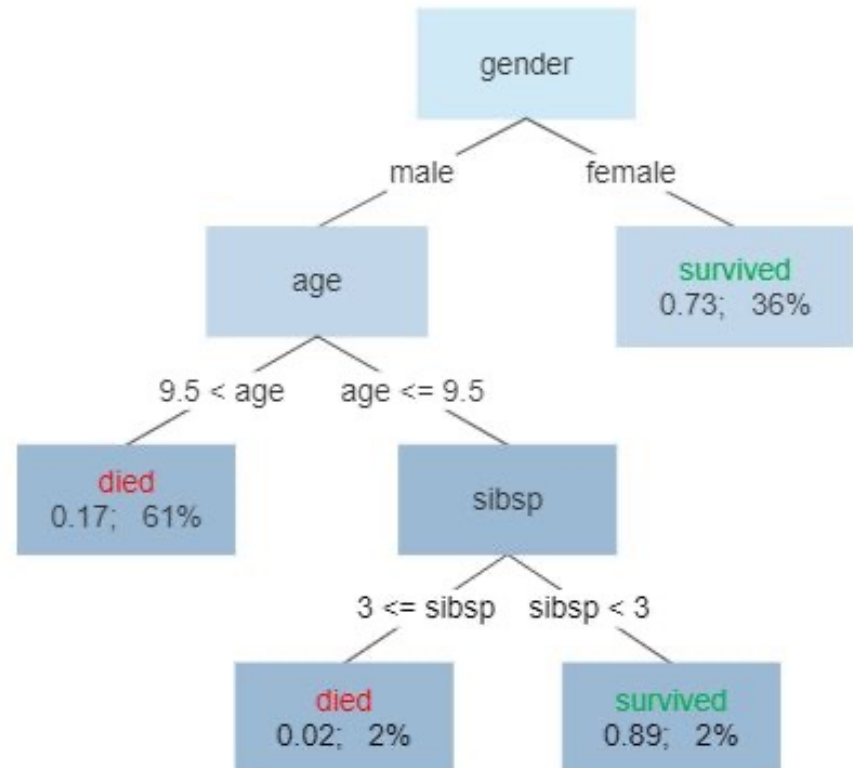 gender
male
female
age
survived
0.73; 36%
9.5 < age
age <= 9.5
died
0.17; 61%
sibsp
3 <= sibsp
sibsp < 3
died
0.02; 2%
survived
0.89; 2%